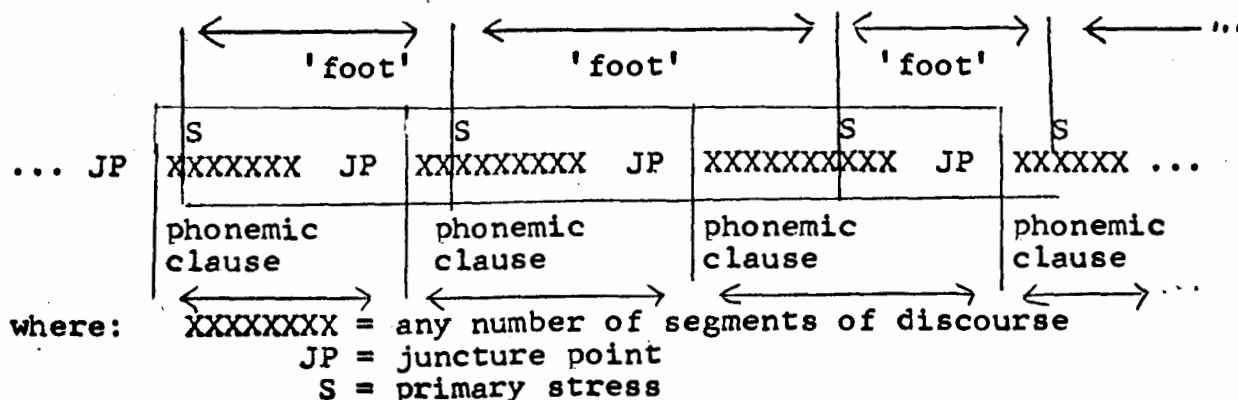 ...
'foot' 'foot' 'foot'
S S S S
... JP XXXXXXX JP XXXXXXXXX JP XXXXXXXXXX JP XXXXXX ...
phonemic phonemic phonemic phonemic
clause clause clause clause
...
where: XXXXXXXX = any number of segments of discourse
JP = juncture point
S = primary stress